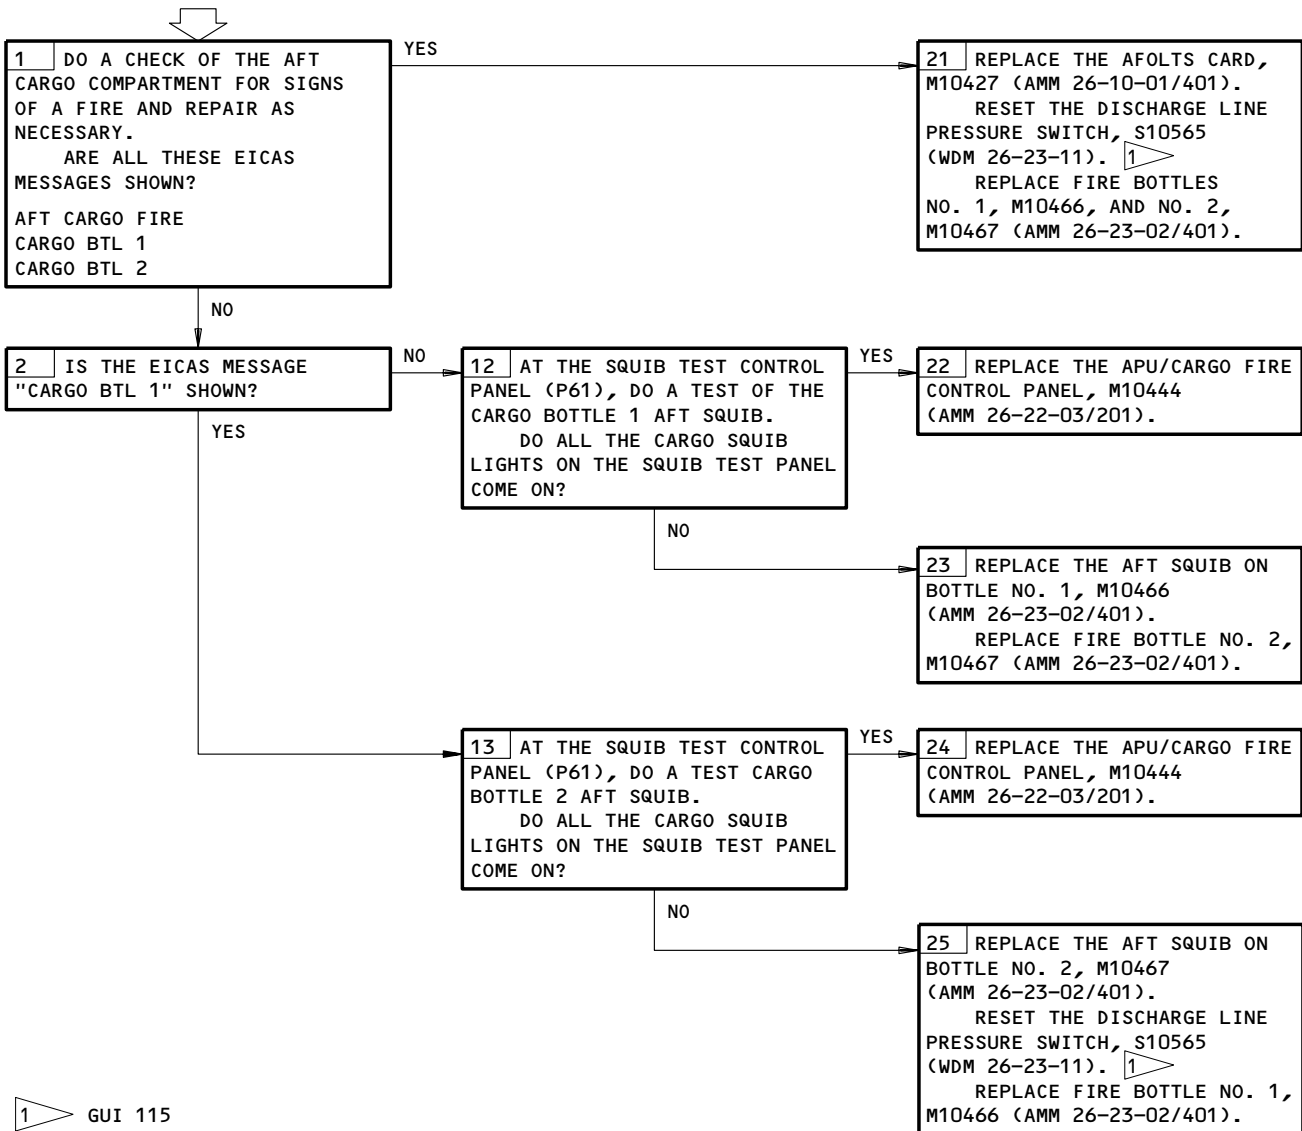 1 DO A CHECK OF THE AFT
CARGO COMPARTMENT FOR SIGNS
OF A FIRE AND REPAIR AS
NECESSARY.
ARE ALL THESE EICAS
MESSAGES SHOWN?
AFT CARGO FIRE
CARGO BTL 1
CARGO BTL 2
YES
21 REPLACE THE AFOLTS CARD,
M10427 (AMM 26-10-01/401).
RESET THE DISCHARGE LINE
PRESSURE SWITCH, S10565
(WDM 26-23-11). 1
REPLACE FIRE BOTTLES
NO. 1, M10466, AND NO. 2,
M10467 (AMM 26-23-02/401).
NO
2 IS THE EICAS MESSAGE
"CARGO BTL 1" SHOWN?
NO
12 AT THE SQUIB TEST CONTROL
PANEL (P61), DO A TEST OF THE
CARGO BOTTLE 1 AFT SQUIB.
DO ALL THE CARGO SQUIB
LIGHTS ON THE SQUIB TEST PANEL
COME ON?
YES
22 REPLACE THE APU/CARGO FIRE
CONTROL PANEL, M10444
(AMM 26-22-03/201).
YES
NO
23 REPLACE THE AFT SQUIB ON
BOTTLE NO. 1, M10466
(AMM 26-23-02/401).
REPLACE FIRE BOTTLE NO. 2,
M10467 (AMM 26-23-02/401).
13 AT THE SQUIB TEST CONTROL
PANEL (P61), DO A TEST CARGO
BOTTLE 2 AFT SQUIB.
DO ALL THE CARGO SQUIB
LIGHTS ON THE SQUIB TEST PANEL
COME ON?
YES
24 REPLACE THE APU/CARGO FIRE
CONTROL PANEL, M10444
(AMM 26-22-03/201).
NO
25 REPLACE THE AFT SQUIB ON
BOTTLE NO. 2, M10467
(AMM 26-23-02/401).
RESET THE DISCHARGE LINE
PRESSURE SWITCH, S10565
(WDM 26-23-11). 1
REPLACE FIRE BOTTLE NO. 1,
M10466 (AMM 26-23-02/401).
1 GUI 115